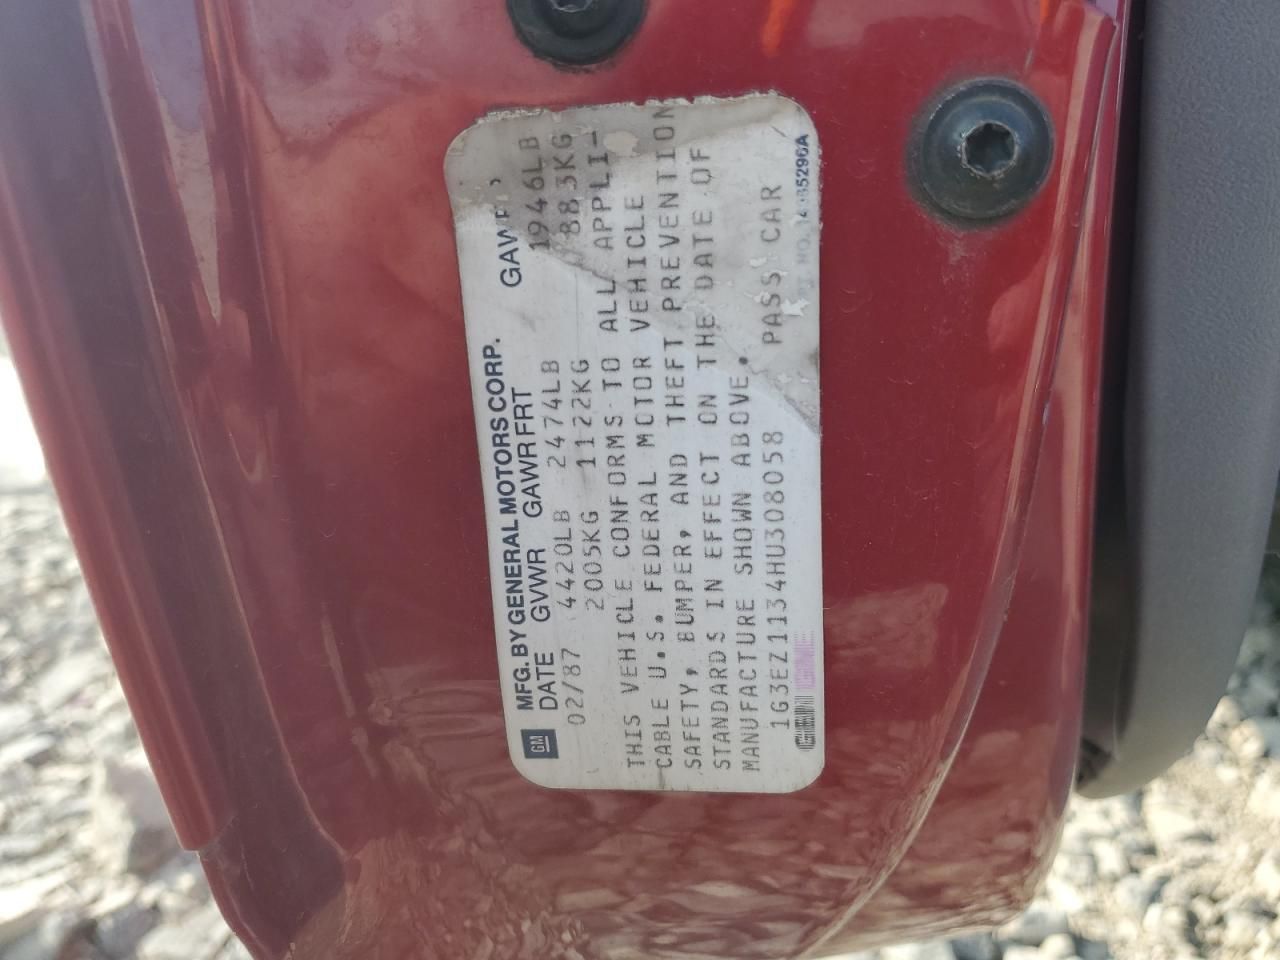 GM
MFG. BY GENERAL MOTORS CORP.
DATE GVWR GAWR FRT GAWR
02/87 4420LB 2474LB 1946LB
2005KG 1122KG 883KG
THIS VEHICLE CONFORMS TO ALL APPLI-
CABLE U.S. FEDERAL MOTOR VEHICLE
SAFETY, BUMPER, AND THEFT PREVENTION
STANDARDS IN EFFECT ON THE DATE OF
MANUFACTURE SHOWN ABOVE.
1G3EZ1134HU308058 PASS CAR